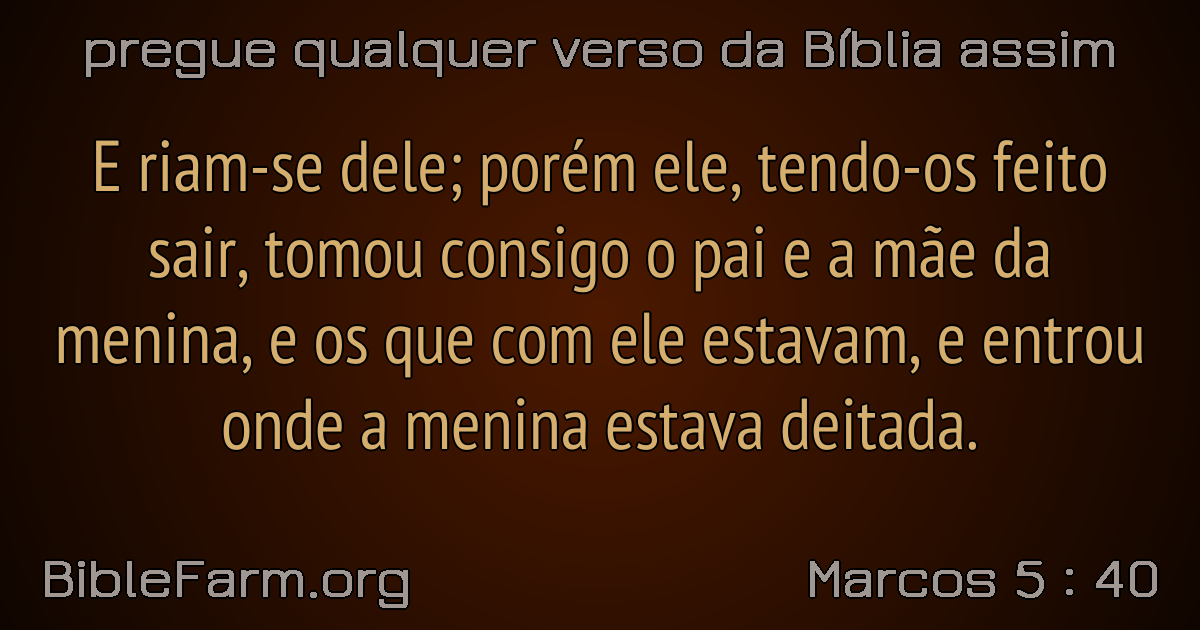 pregue qualquer verso da Bíblia assim
E riam-se dele; porém ele, tendo-os feito
sair, tomou consigo o pai e a mãe da
menina, e os que com ele estavam, e entrou
onde a menina estava deitada.
BibleFarm.org
Marcos 5 : 40